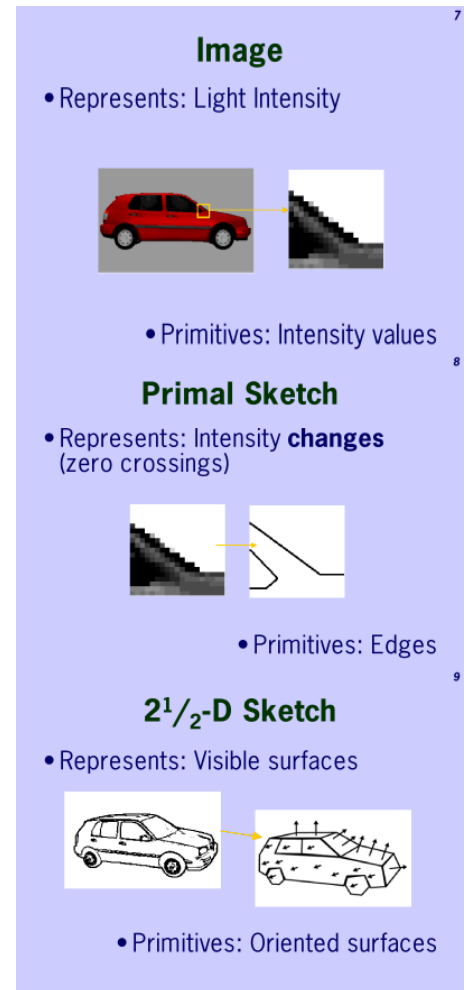 7
Image
• Represents: Light Intensity
• Primitives: Intensity values
8
Primal Sketch
• Represents: Intensity changes
(zero crossings)
• Primitives: Edges
9
2¹/₂-D Sketch
• Represents: Visible surfaces
• Primitives: Oriented surfaces